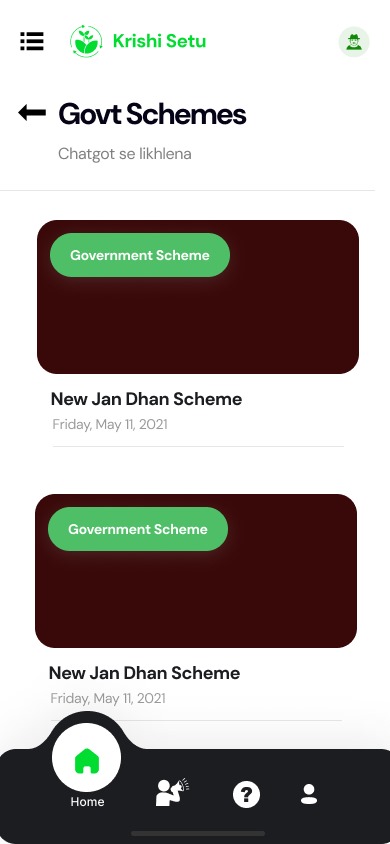 Krishi Setu
Govt Schemes
Chatgot se likhlena
Government Scheme
New Jan Dhan Scheme
Friday, May 11, 2021
Government Scheme
New Jan Dhan Scheme
Friday, May 11, 2021
?
Home